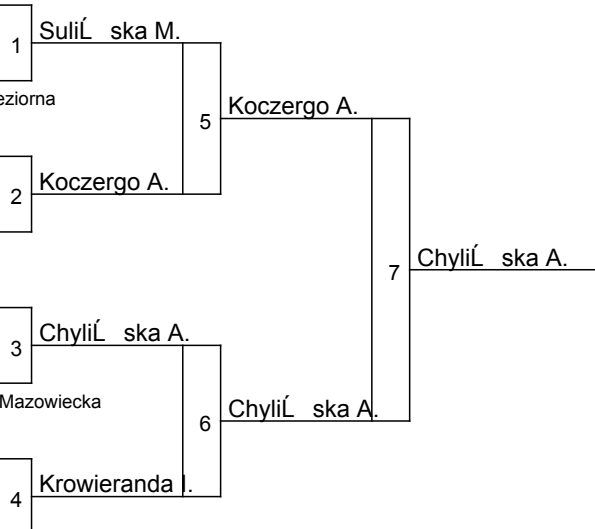 1 SuliĹ ska M.
eziorna
5 Koczergo A.
2 Koczergo A.
7 ChyliĹ ska A.
3 ChyliĹ ska A.
Mazowiecka
6 ChyliĹ ska A.
4 Krowieranda I.